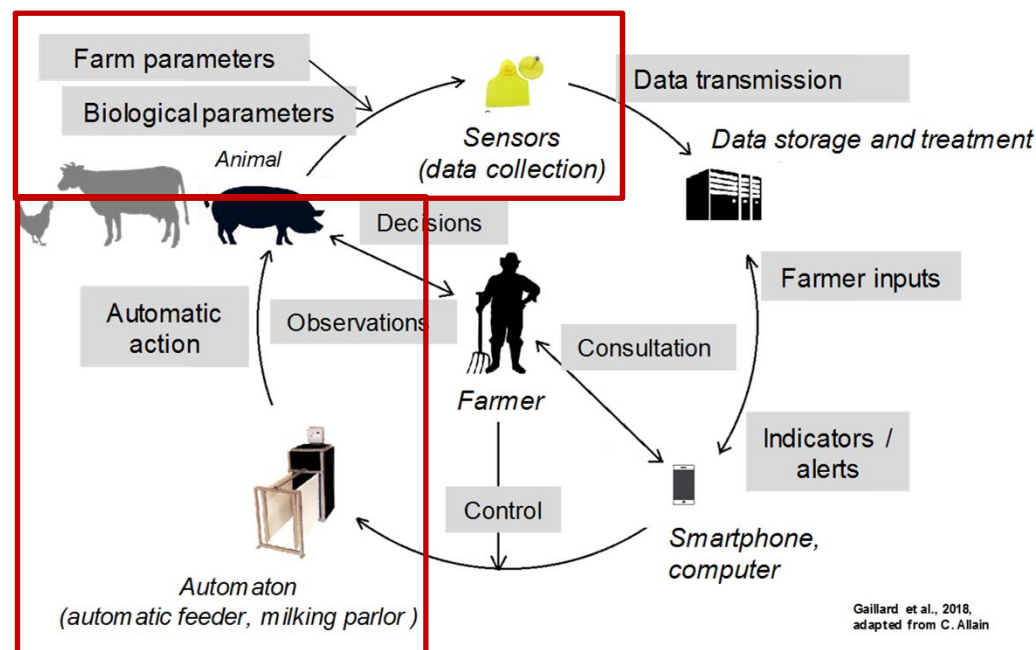 Farm parameters
Biological parameters
Animal
Sensors
(data collection)
Data transmission
Data storage and treatment
Decisions
Farmer inputs
Automatic
action
Observations
Consultation
Farmer
Indicators /
alerts
Control
Smartphone,
computer
Automaton
(automatic feeder, milking parlor )
Gaillard et al., 2018,
adapted from C. Allain